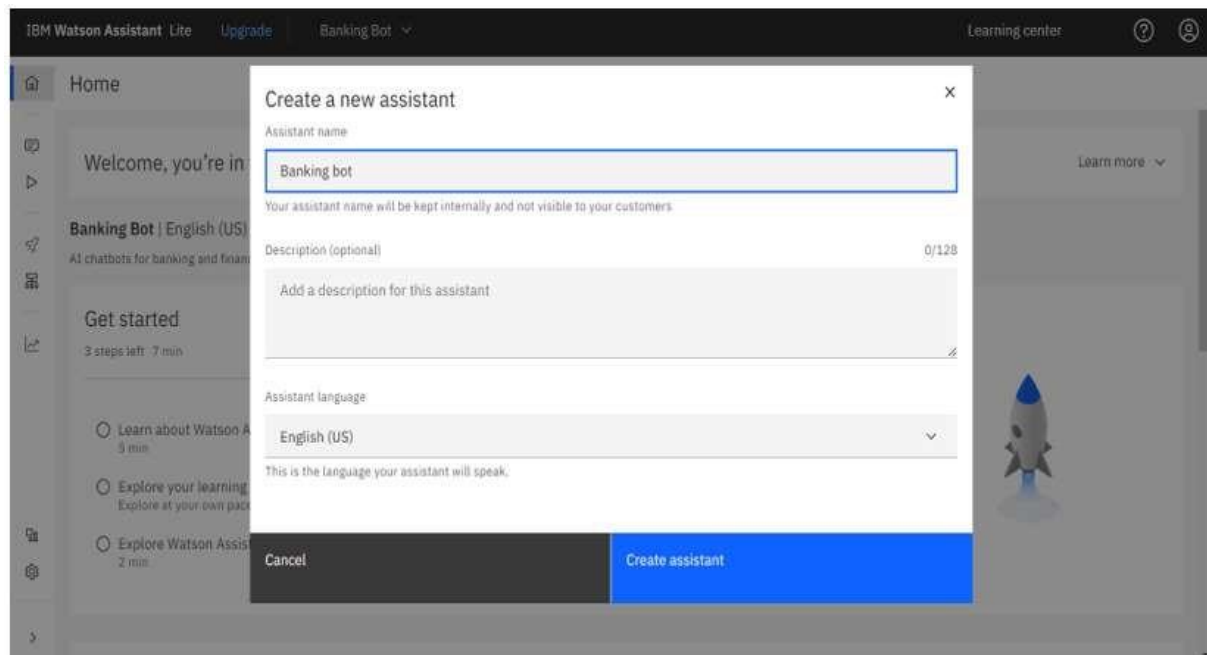 IBM Watson Assistant Lite Upgrade Banking Bot Learning center
Home
Welcome, you're in
Learn more
Banking Bot | English (US)
AI chatbots for banking and finan
Get started
3 steps left 7 min
Learn about Watson A
5 min
Explore your learning
Explore at your own pace
Explore Watson Assist
2 min
Create a new assistant
Assistant name
Banking bot
Your assistant name will be kept internally and not visible to your customers
Description (optional) 0/128
Add a description for this assistant
Assistant language
English (US)
This is the language your assistant will speak.
Cancel Create assistant